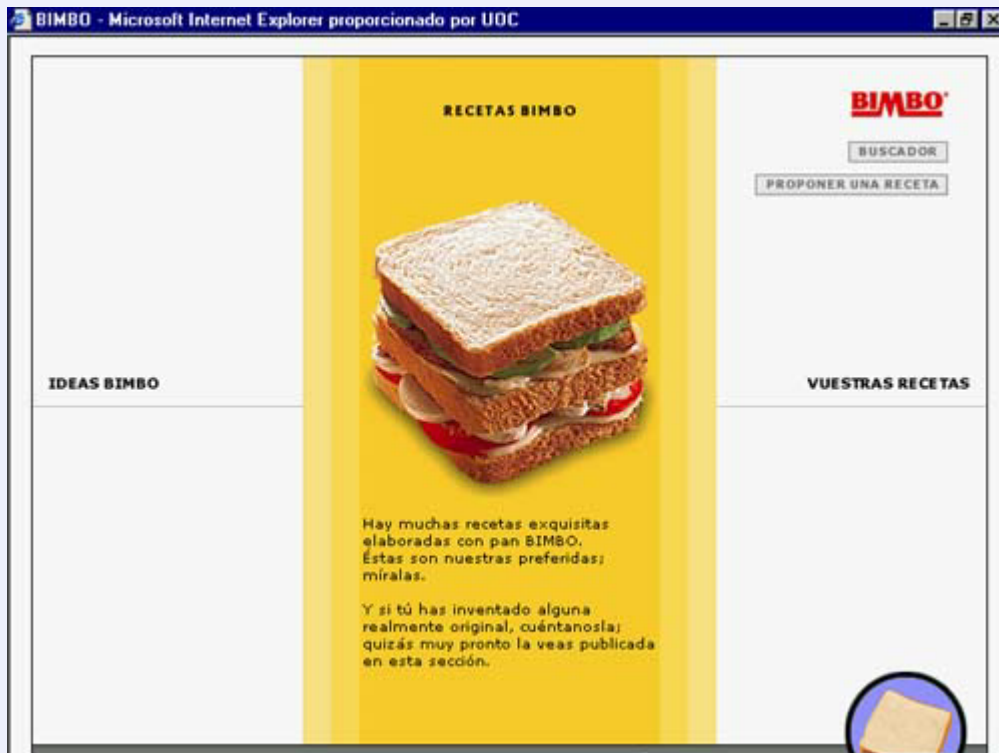 BIMBO - Microsoft Internet Explorer proporcionado por UOC
RECETAS BIMBO
BIMBO
BUSCADOR
PROPONER UNA RECETA
IDEAS BIMBO
VUESTRAS RECETAS
Hay muchas recetas exquisitas
elaboradas con pan BIMBO.
Éstas son nuestras preferidas;
míralas.
Y si tú has inventado alguna
realmente original, cuéntanosla;
quizás muy pronto la veas publicada
en esta sección.